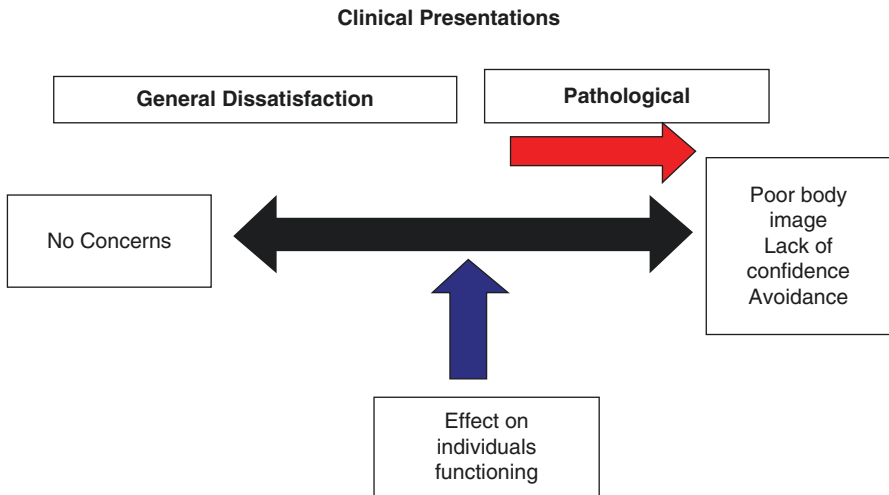 Clinical Presentations
General Dissatisfaction
Pathological
No Concerns
Poor body
image
Lack of
confidence
Avoidance
Effect on
individuals
functioning